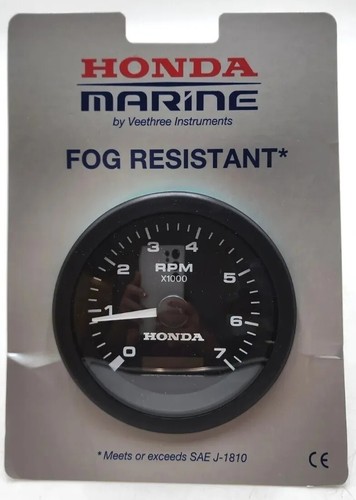 HONDA
MARINE
by Veethree Instruments
FOG RESISTANT*
3 4
2 RPM 5
X1000
1 6
HONDA
0 7
*Meets or exceeds SAE J-1810 CE